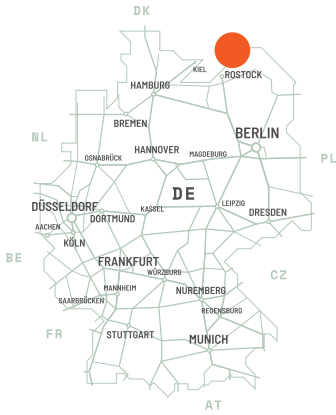 DK
KIEL
ROSTOCK
HAMBURG
BREMEN
BERLIN
NL
HANNOVER
MAGDEBURG
PL
OSNABRÜCK
DE
DÜSSELDORF
KASSEL
LEIPZIG
DORTMUND
DRESDEN
AACHEN
KÖLN
BE
FRANKFURT
WÜRZBURG
CZ
MANNHEIM
NUREMBERG
SAARBRÜCKEN
REDENSBURG
FR
STUTTGART
MUNICH
AT